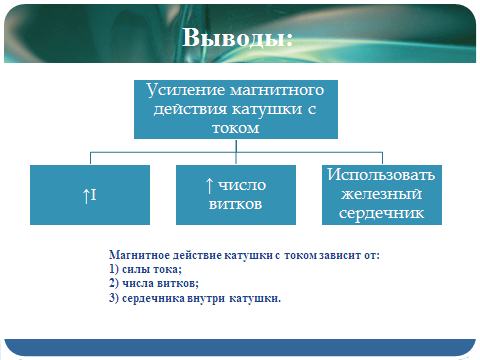 Выводы:
Усиление магнитного
действия катушки с
током
↑I
↑ число
витков
Использовать
железный
сердечник
Магнитное действие катушки с током зависит от:
1) силы тока;
2) числа витков;
3) сердечника внутри катушки.